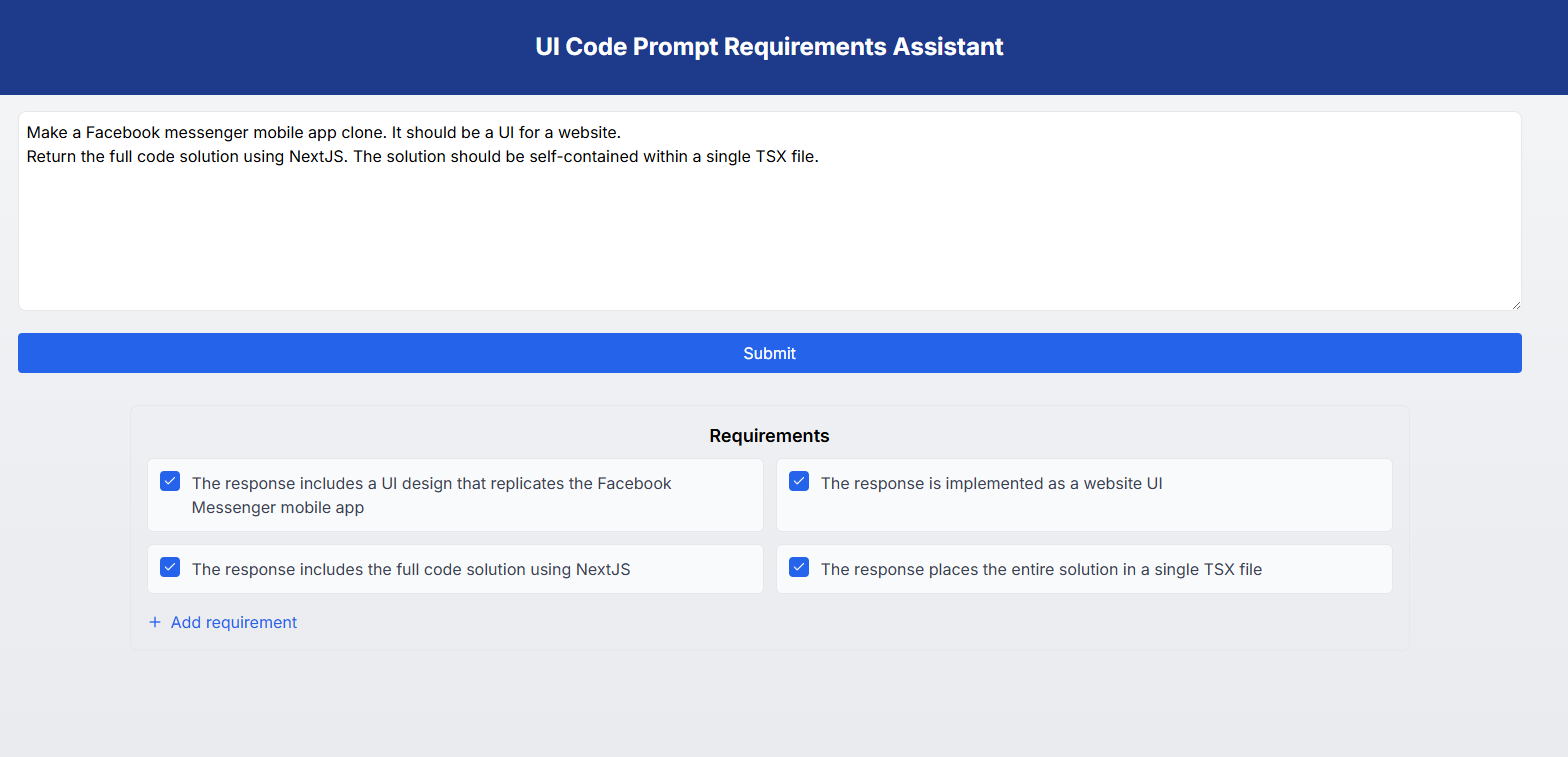 UI Code Prompt Requirements Assistant
Make a Facebook messenger mobile app clone. It should be a UI for a website.
Return the full code solution using NextJS. The solution should be self-contained within a single TSX file.
Submit
Requirements
The response includes a UI design that replicates the Facebook
Messenger mobile app
The response is implemented as a website UI
The response includes the full code solution using NextJS
The response places the entire solution in a single TSX file
+ Add requirement